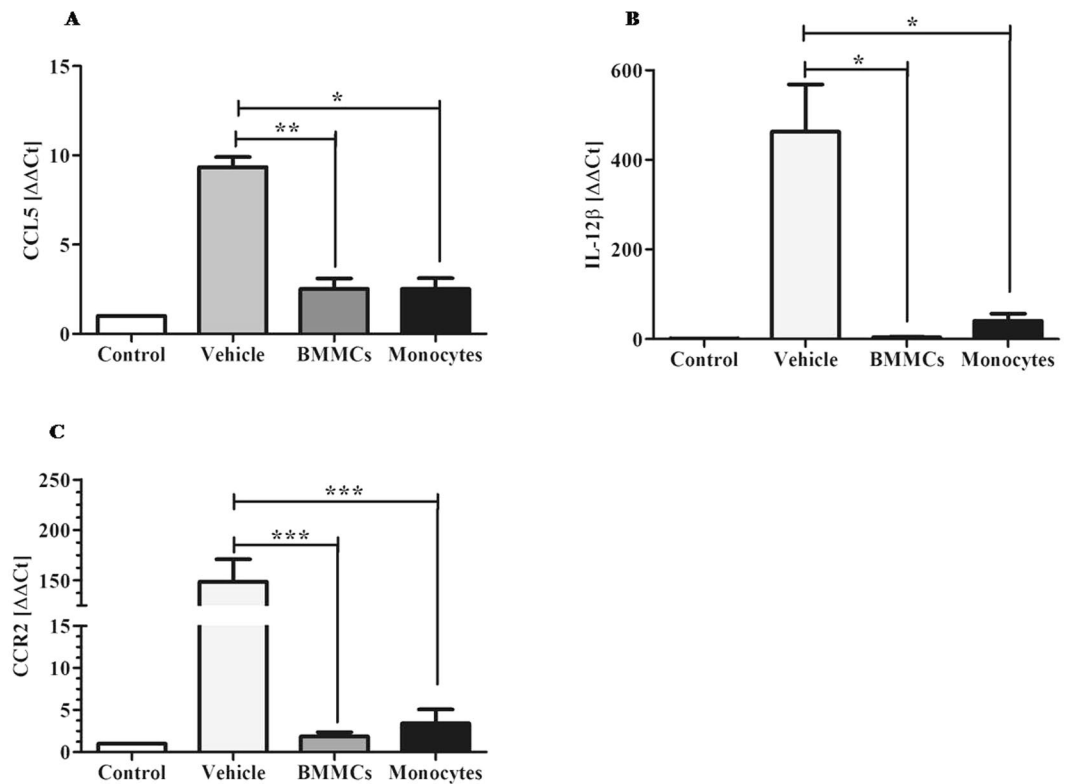 A
CCL5 [ΔΔCt]
15
10
5
0
*
**
Control Vehicle BMMCs Monocytes
B
IL-12β [ΔΔCt]
600
400
200
0
*
*
Control Vehicle BMMCs Monocytes
C
CCR2 [ΔΔCt]
250
200
150
15
10
5
0
***
***
Control Vehicle BMMCs Monocytes